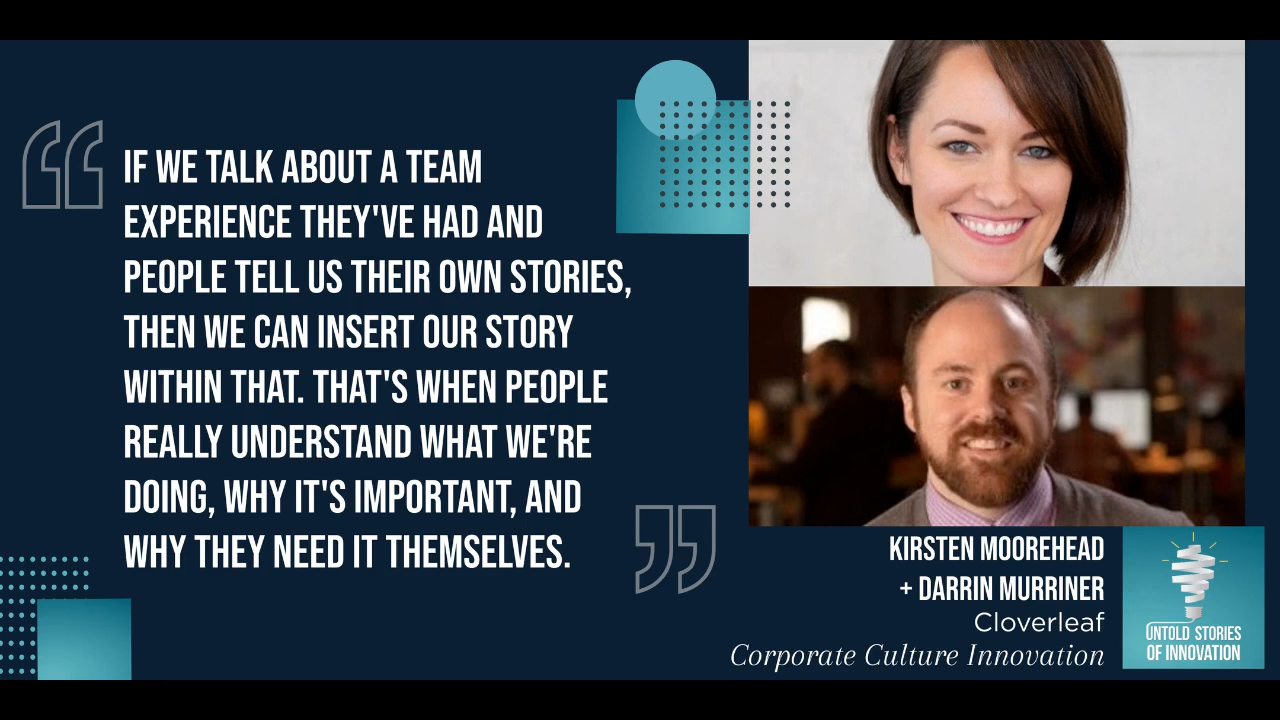 IF WE TALK ABOUT A TEAM
EXPERIENCE THEY'VE HAD AND
PEOPLE TELL US THEIR OWN STORIES,
THEN WE CAN INSERT OUR STORY
WITHIN THAT. THAT'S WHEN PEOPLE
REALLY UNDERSTAND WHAT WE'RE
DOING, WHY IT'S IMPORTANT, AND
WHY THEY NEED IT THEMSELVES.
KIRSTEN MOOREHEAD
+ DARRIN MURRINER
Cloverleaf
Corporate Culture Innovation
UNTOLD STORIES
OF INNOVATION